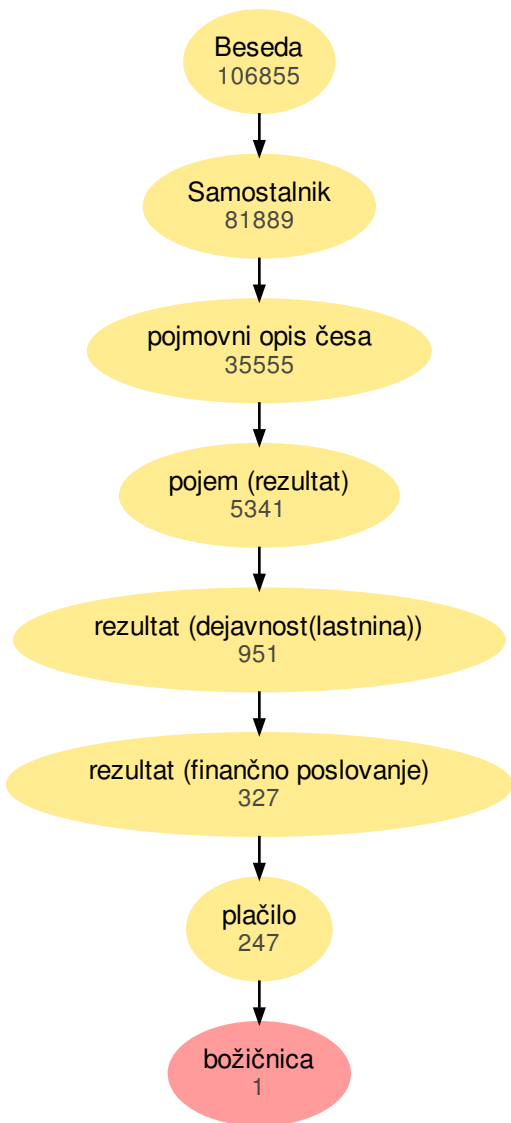 Beseda
106855
Samostalnik
81889
pojmovni opis česa
35555
pojem (rezultat)
5341
rezultat (dejavnost(lastnina))
951
rezultat (finančno poslovanje)
327
plačilo
247
božičnica
1